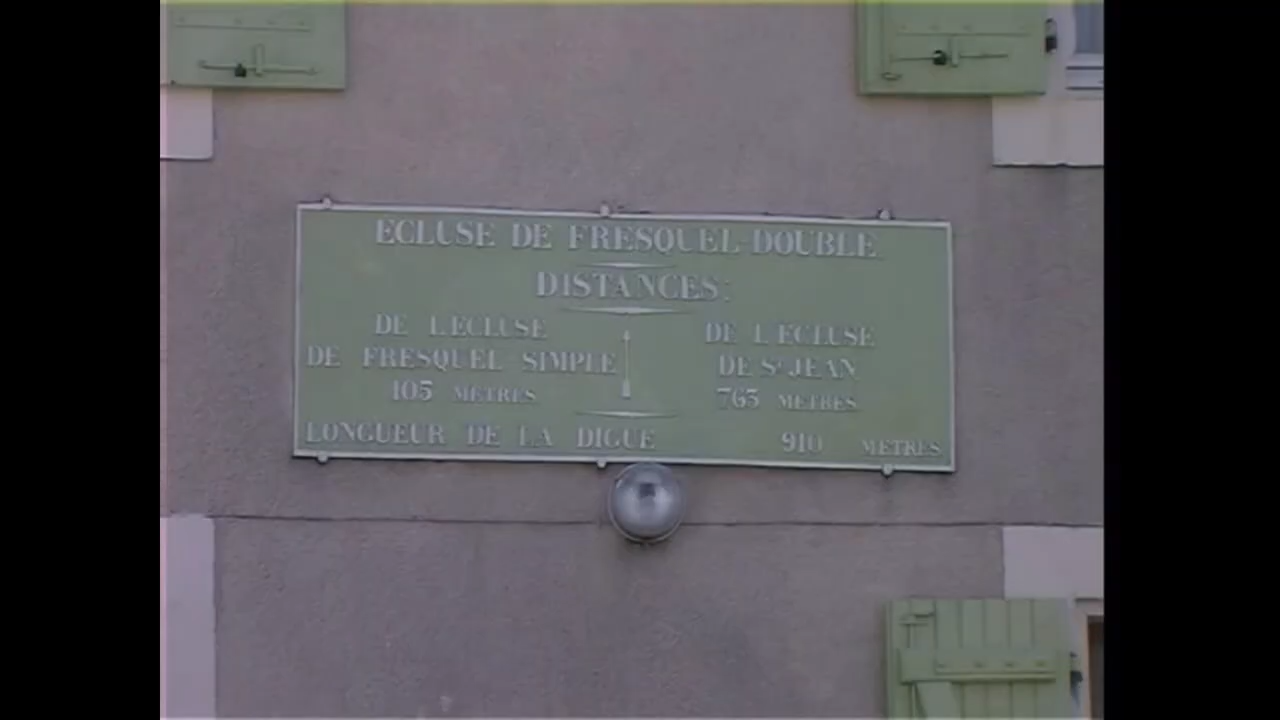 ECLUSE DE FRESQUEL-DOUBLE
DISTANCES:
DE L'ECLUSE
DE FRESQUEL SIMPLE
105 METRES
DE L'ECLUSE
DE St JEAN
765 METRES
LONGUEUR DE LA DIGUE 910 METRES